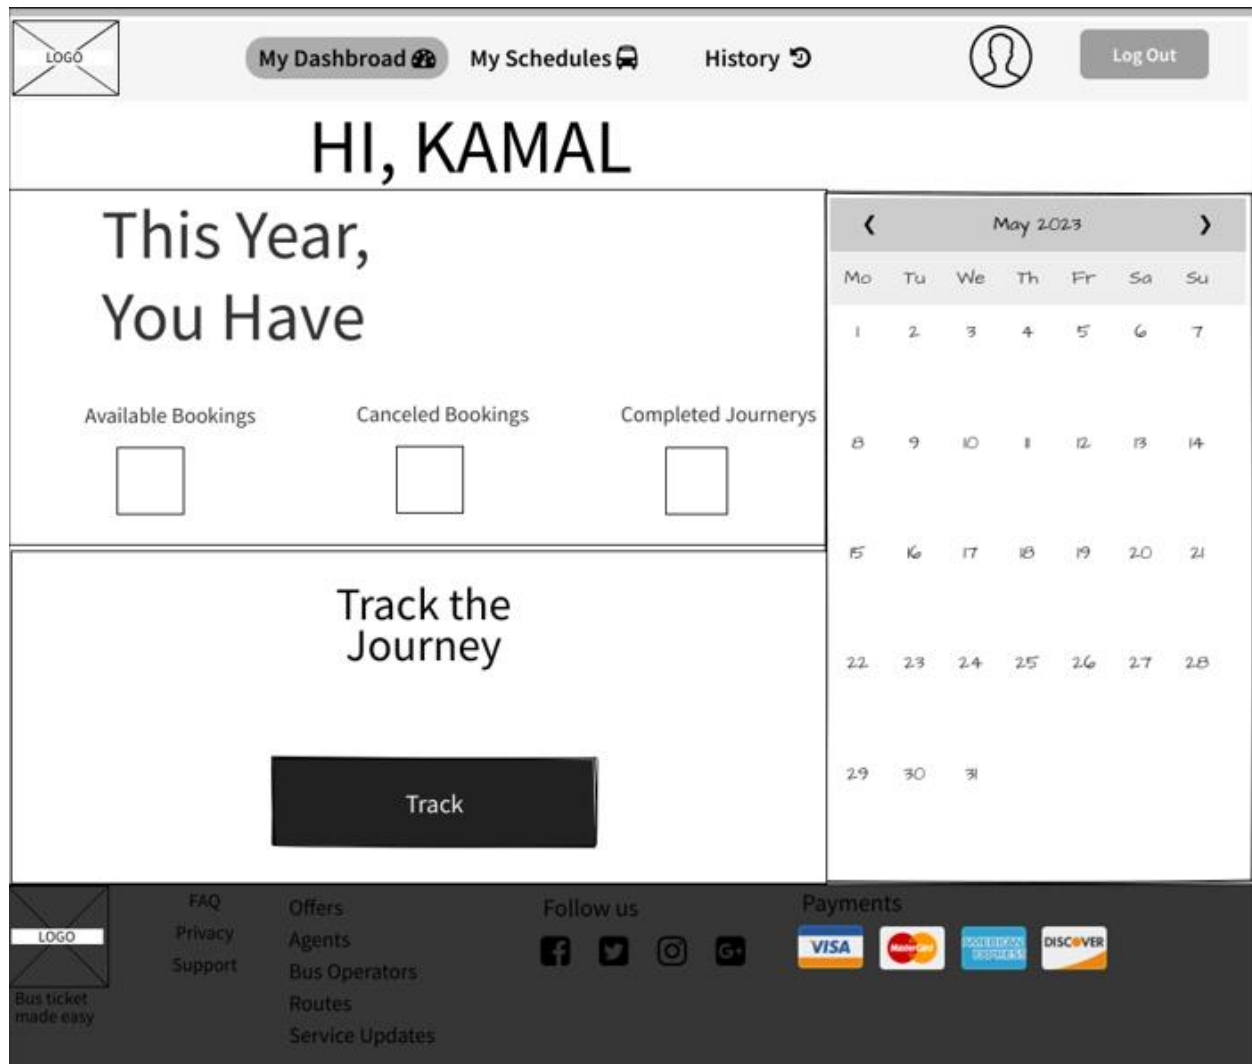 LOGO
My Dashbroad
My Schedules
History
Log Out
HI, KAMAL
This Year,
You Have
Available Bookings
Canceled Bookings
Completed Journerys
Track the
Journey
Track
May 2023
Mo Tu We Th Fr Sa Su
1 2 3 4 5 6 7
8 9 10 11 12 13 14
15 16 17 18 19 20 21
22 23 24 25 26 27 28
29 30 31
LOGO
Bus ticket
made easy
FAQ
Privacy
Support
Offers
Agents
Bus Operators
Routes
Service Updates
Follow us
G+
Payments
VISA
MasterCard
AMERICAN
EXPRESS
DISCOVER